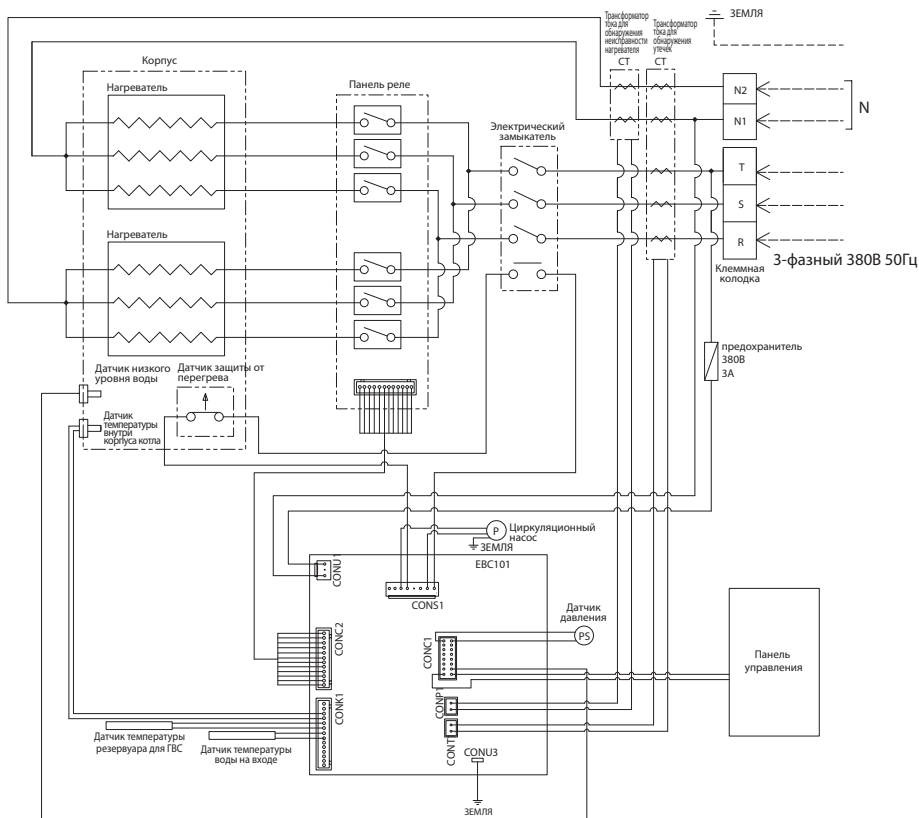 Трансформатор
тока для
обнаружения
неисправности
нагревателя
CT
Трансформатор
тока для
обнаружения
утечек
CT
ЗЕМЛЯ
Корпус
Нагреватель
Панель реле
Электрический
замыкатель
N2
N1
N
T
S
R
3-фазный 380В 50Гц
Клеммная
колодка
Нагреватель
предохранитель
380В
3А
Датчик низкого
уровня воды
Датчик защиты от
перегрева
Датчик
температуры
внутри
корпуса котла
P
Циркуляционный
насос
ЗЕМЛЯ
EBC101
CONU1
CONS1
Датчик
давления
PS
CONC2
CONC1
Панель
управления
CONK1
CONP1
CONT
Датчик температуры
резервуара для ГВС
Датчик температуры
воды на входе
CONU3
ЗЕМЛЯ